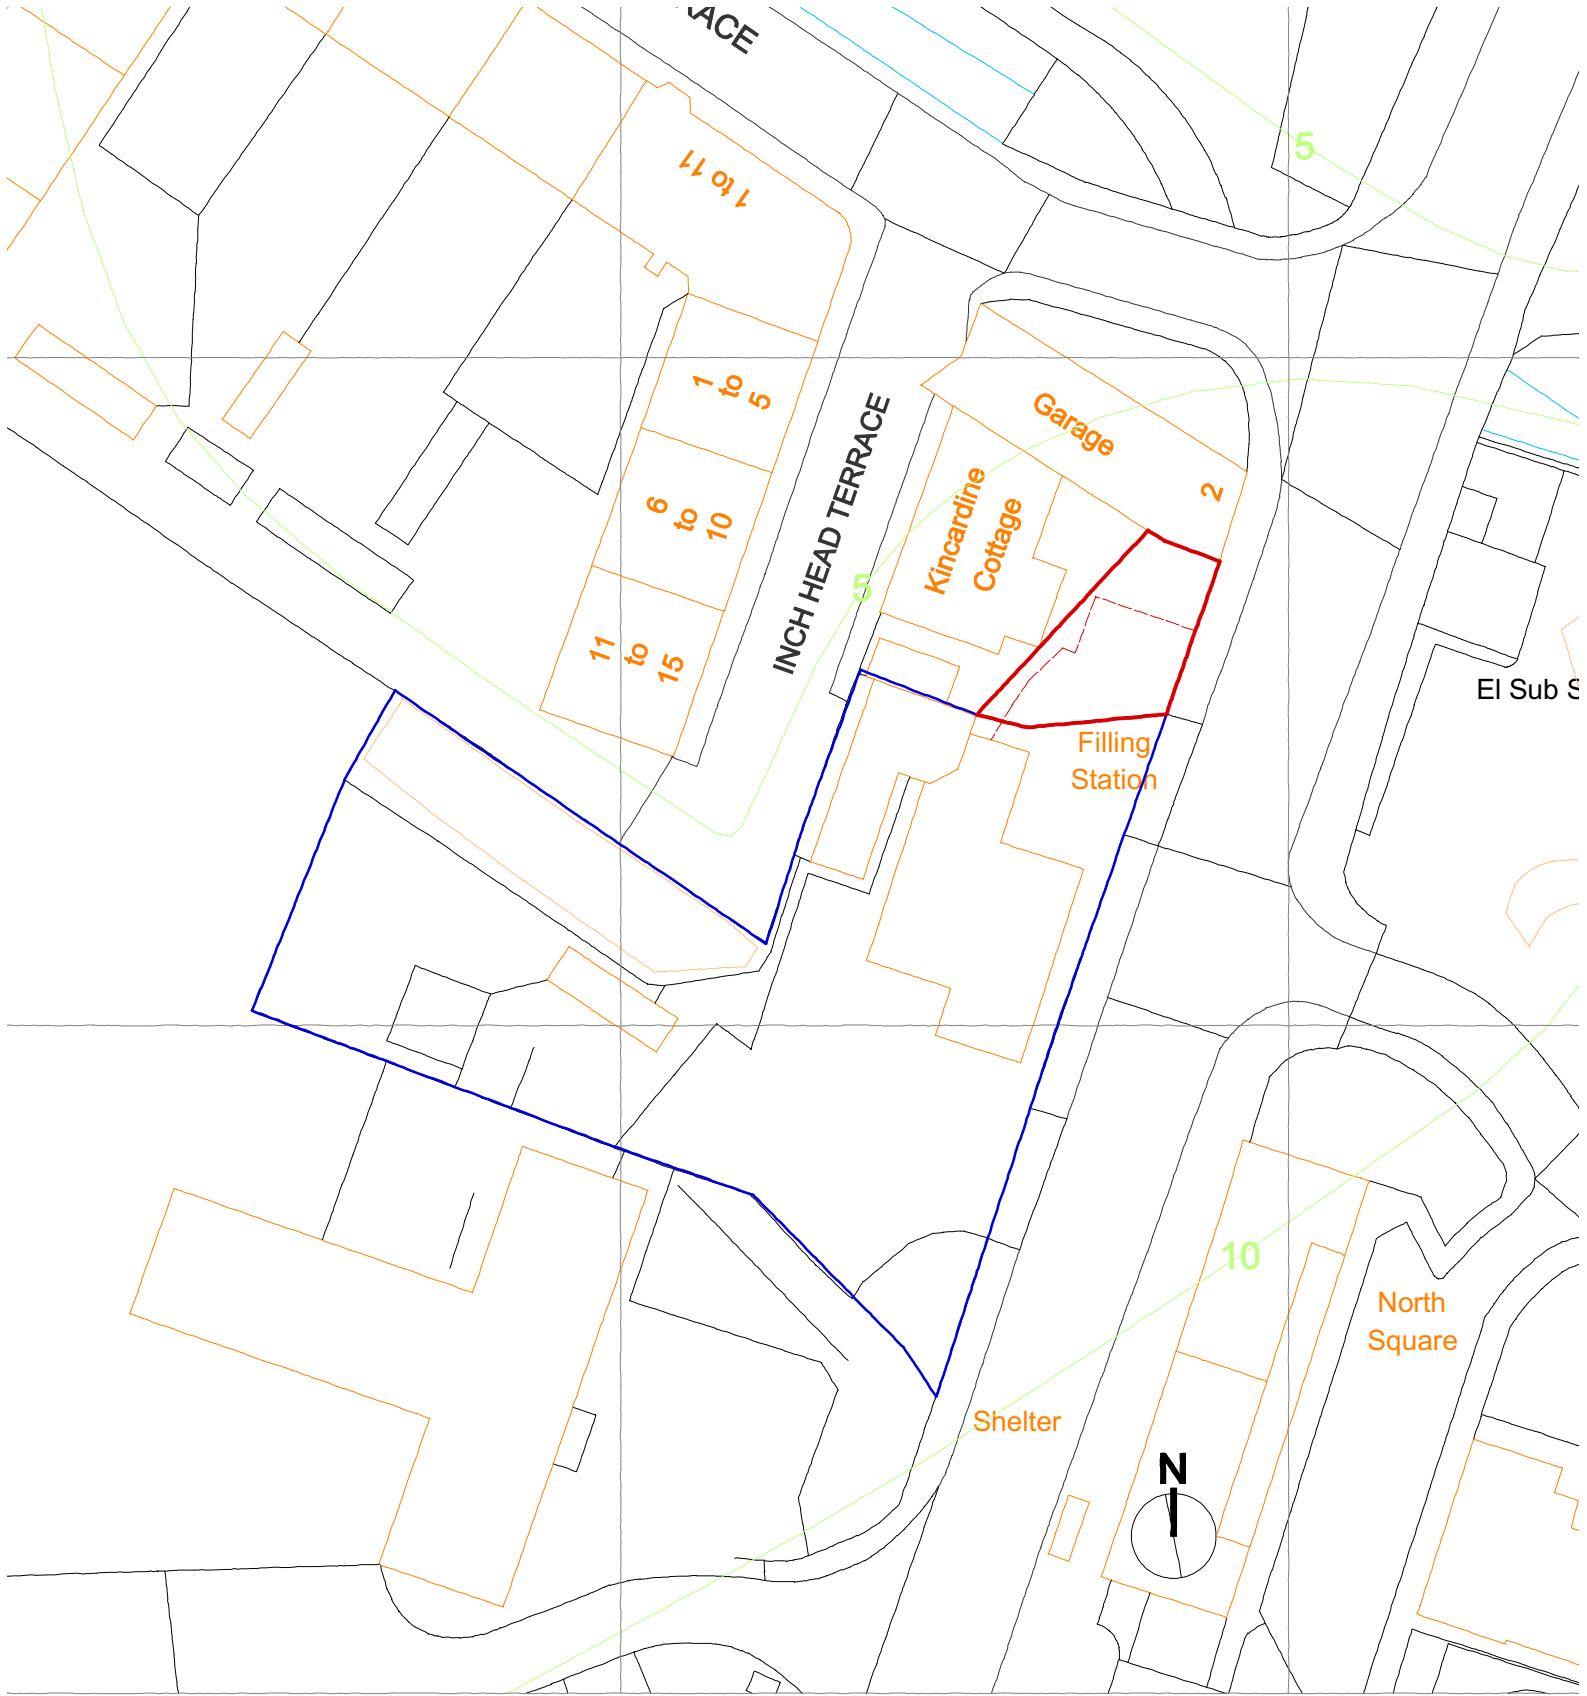 1 to 11
5
1
to
5
Garage
INCH HEAD TERRACE
Kincardine
Cottage
2
6
to
10
5
11
to
15
El Sub
Filling
Station
10
North
Square
Shelter
N